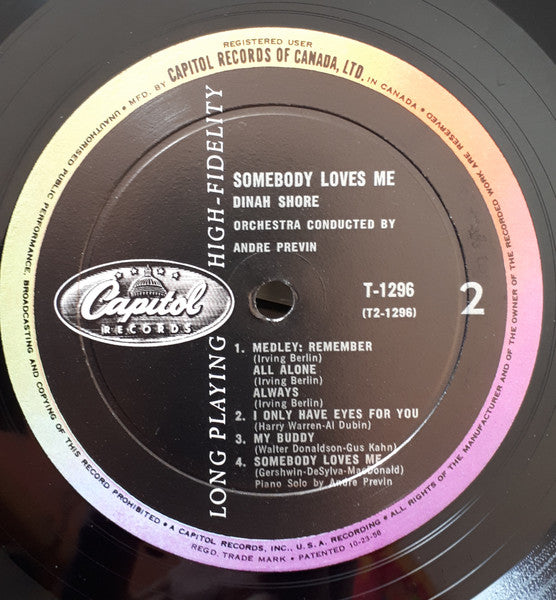 REGISTERED USER
MFD. BY CAPITOL RECORDS OF CANADA, LTD. IN CANADA •
ALL RIGHTS OF THE MANUFACTURER AND OF THE OWNER OF THE RECORDED WORK ARE RESERVED
UNAUTHORISED PUBLIC PERFORMANCE, BROADCASTING AND COPYING OF THIS RECORD PROHIBITED •
A CAPITOL RECORDS, INC., U.S.A. RECORDING •
REGD. TRADE MARK • PATENTED 10-23-50
LONG PLAYING HIGH-FIDELITY
Capitol
RECORDS
SOMEBODY LOVES ME
DINAH SHORE
ORCHESTRA CONDUCTED BY
ANDRE PREVIN
T-1296
(T2-1296)
2
1. MEDLEY: REMEMBER
(Irving Berlin)
ALL ALONE
(Irving Berlin)
ALWAYS
(Irving Berlin)
2. I ONLY HAVE EYES FOR YOU
(Harry Warren-Al Dubin)
3. MY BUDDY
(Walter Donaldson-Gus Kahn)
4. SOMEBODY LOVES ME
(Gershwin-DeSylva-MacDonald)
Piano Solo by Andre Previn